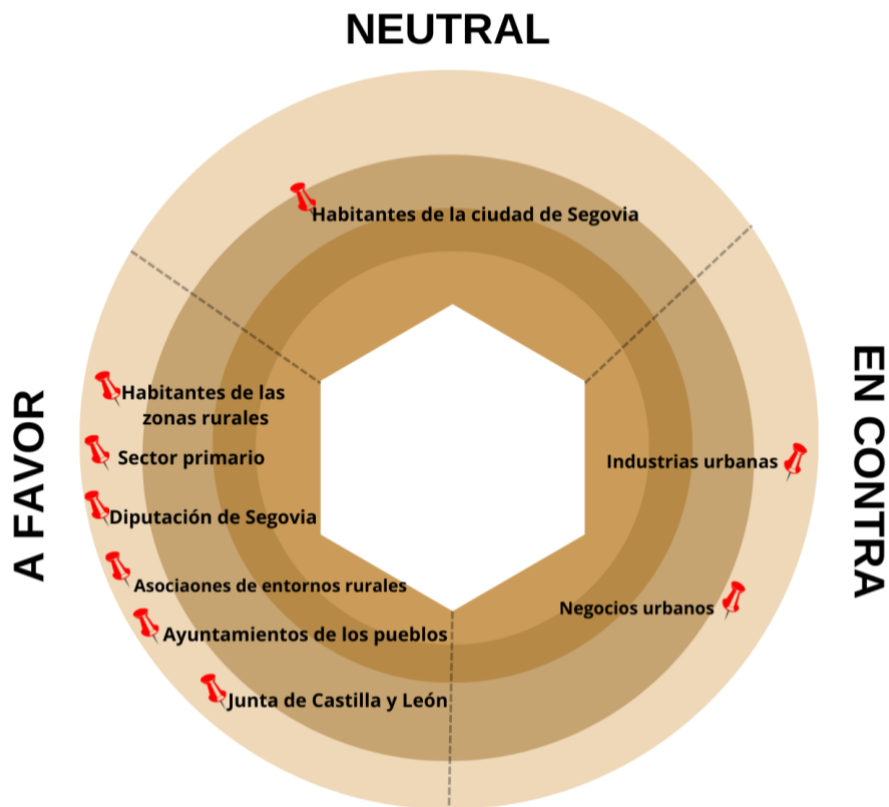 NEUTRAL
Habitantes de la ciudad de Segovia
A FAVOR
Habitantes de las
zonas rurales
Sector primario
Diputación de Segovia
Asociaones de entornos rurales
Ayuntamientos de los pueblos
Junta de Castilla y León
EN CONTRA
Industrias urbanas
Negocios urbanos